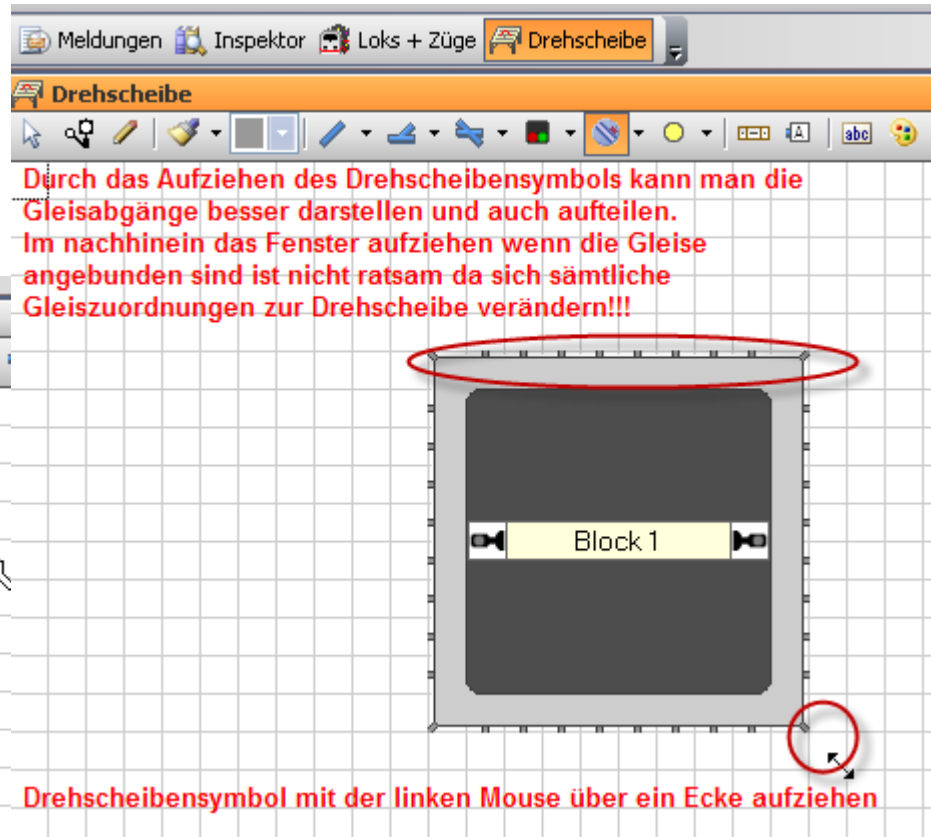 Meldungen Inspektor Loks + Züge Drehscheibe
Drehscheibe
A abc
Durch das Aufziehen des Drehscheibensymbols kann man die
Gleisabgänge besser darstellen und auch aufteilen.
Im nachhinein das Fenster aufziehen wenn die Gleise
angebunden sind ist nicht ratsam da sich sämtliche
Gleiszuordnungen zur Drehscheibe verändern!!!
Block 1
Drehscheibensymbol mit der linken Mouse über ein Ecke aufziehen